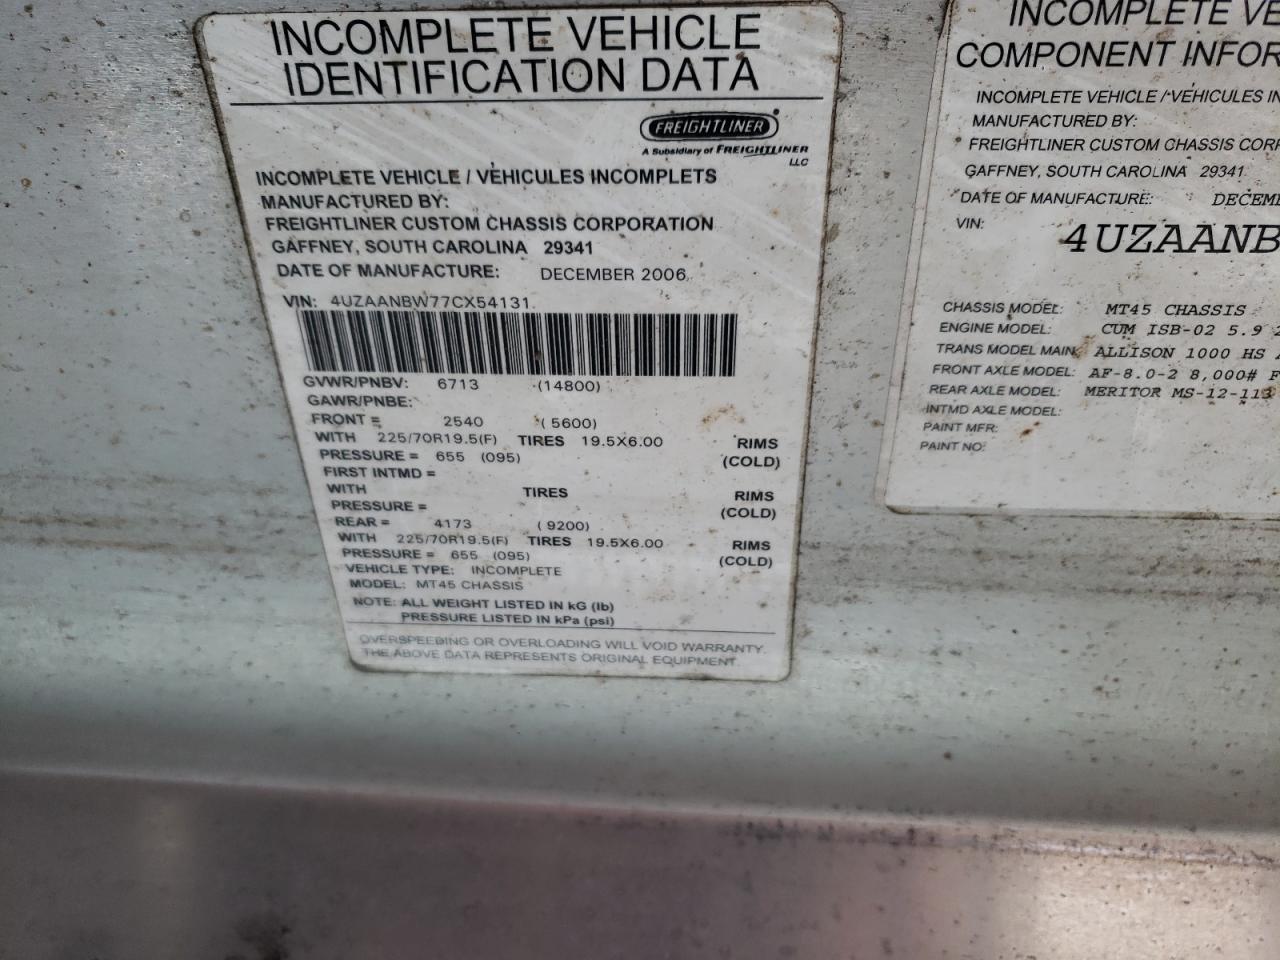 INCOMPLETE VEHICLE
IDENTIFICATION DATA
FREIGHTLINER
A Subsidiary of FREIGHTLINER
LLC
INCOMPLETE VEHICLE / VEHICULES INCOMPLETS
MANUFACTURED BY:
FREIGHTLINER CUSTOM CHASSIS CORPORATION
GAFFNEY, SOUTH CAROLINA 29341
DATE OF MANUFACTURE: DECEMBER 2006
VIN: 4UZAANBW77CX54131
GVWR/PNBV: 6713 (14800)
GAWR/PNBE:
FRONT = 2540 (5600)
WITH 225/70R19.5(F) TIRES 19.5X6.00 RIMS
PRESSURE = 655 (095) (COLD)
FIRST INTMD =
WITH TIRES RIMS
PRESSURE = (COLD)
REAR = 4173 (9200)
WITH 225/70R19.5(F) TIRES 19.5X6.00 RIMS
PRESSURE = 655 (095) (COLD)
VEHICLE TYPE: INCOMPLETE
MODEL: MT45 CHASSIS
NOTE: ALL WEIGHT LISTED IN kG (lb)
PRESSURE LISTED IN kPa (psi)
OVERSPEEDING OR OVERLOADING WILL VOID WARRANTY.
THE ABOVE DATA REPRESENTS ORIGINAL EQUIPMENT.
INCOMPLETE VE
COMPONENT INFOR
INCOMPLETE VEHICLE / VEHICULES IN
MANUFACTURED BY:
FREIGHTLINER CUSTOM CHASSIS CORP
GAFFNEY, SOUTH CAROLINA 29341
DATE OF MANUFACTURE: DECEME
VIN: 4UZAANB
CHASSIS MODEL: MT45 CHASSIS
ENGINE MODEL: CUM ISB-02 5.9 2
TRANS MODEL MAIN: ALLISON 1000 HS
FRONT AXLE MODEL: AF-8.0-2 8,000# F
REAR AXLE MODEL: MERITOR MS-12-113
INTMD AXLE MODEL:
PAINT MFR:
PAINT NO: